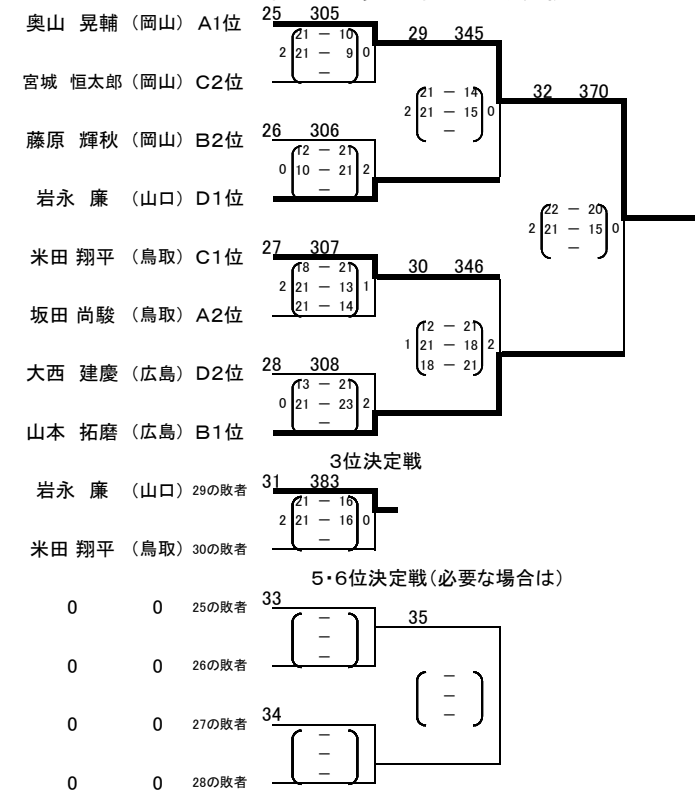 25 305
奥山 晃輔 （岡山） A1位
21 － 10
2 21 － 9 0
－
宮城 恒太郎 （岡山） C2位
29 345
21 － 14
2 21 － 15 0
－
藤原 輝秋 （岡山） B2位
26 306
12 － 21
0 10 － 21 2
－
岩永 廉 （山口） D1位
32 370
22 － 20
2 21 － 15 0
－
米田 翔平 （鳥取） C1位
27 307
18 － 21
2 21 － 13 1
21 － 14
坂田 尚駿 （鳥取） A2位
30 346
12 － 21
1 21 － 18 2
18 － 21
大西 建慶 （広島） D2位
28 308
13 － 21
0 21 － 23 2
－
山本 拓磨 （広島） B1位
3位決定戦
岩永 廉 （山口） 29の敗者
31 383
21 － 16
2 21 － 16 0
－
米田 翔平 （鳥取） 30の敗者
5・6位決定戦（必要な場合は）
0 0 25の敗者
33
－
－
－
0 0 26の敗者
35
－
－
－
0 0 27の敗者
34
－
－
－
0 0 28の敗者